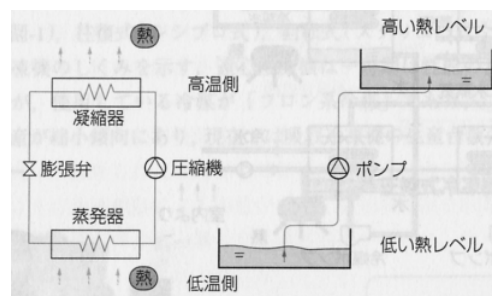 熱
高い熱レベル
高温側
凝縮器
膨張弁
圧縮機
ポンプ
蒸発器
低い熱レベル
熱
低温側